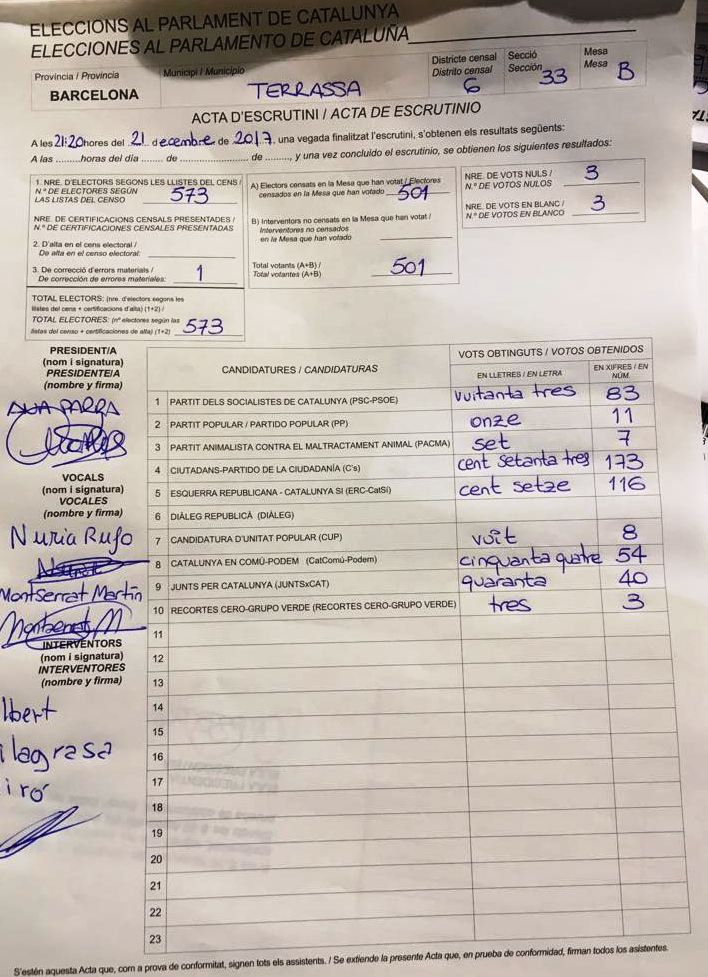 ELECCIONS AL PARLAMENT DE CATALUNYA
ELECCIONES AL PARLAMENTO DE CATALUÑA
Província / Provincia
BARCELONA
Municipi / Municipio
TERRASSA
Districte censal
Distrito censal
6
Secció
Sección
33
Mesa
Mesa
B
ACTA D'ESCRUTINI / ACTA DE ESCRUTINIO
A les 21:20 hores del 21 decembre de 2017, una vegada finalitzat l'escrutini, s'obtenen els resultats següents:
A las ........horas del día ....... de ...................... de ........, y una vez concluido el escrutinio, se obtienen los siguientes resultados:
1. NRE. D'ELECTORS SEGONS LES LLISTES DEL CENS /
N.º DE ELECTORES SEGÚN
LAS LISTAS DEL CENSO
573
NRE. DE CERTIFICACIONS CENSALS PRESENTADES /
N.º DE CERTIFICACIONES CENSALES PRESENTADAS
2. D'alta en el cens electoral /
De alta en el censo electoral:
3. De correcció d'errors materials /
De corrección de errores materiales:
1
TOTAL ELECTORS: (nre. d'electors segons les
llistes del cens + certificacions d'alta) (1+2) /
TOTAL ELECTORES: (nº electores según las
listas del censo + certificaciones de alta) (1+2)
573
A) Electors censats en la Mesa que han votat / Electores
censados en la Mesa que han votado
501
B) Interventors no censats en la Mesa que han votat /
Interventores no censados
en la Mesa que han votado
Total votants (A+B) /
Total votantes (A+B)
501
NRE. DE VOTS NULS /
N.º DE VOTOS NULOS
3
NRE. DE VOTS EN BLANC /
N.º DE VOTOS EN BLANCO
3
PRESIDENT/A
(nom i signatura)
PRESIDENTE/A
(nombre y firma)
ANA PARRA
VOCALS
(nom i signatura)
VOCALES
(nombre y firma)
Nuria Rufo
Montserrat Martin
Montserrat M
INTERVENTORS
(nom i signatura)
INTERVENTORES
(nombre y firma)
lbert
ilagrasa
iró
CANDIDATURES / CANDIDATURAS
VOTS OBTINGUTS / VOTOS OBTENIDOS
EN LLETRES / EN LETRA
EN XIFRES / EN NÚM.
1 PARTIT DELS SOCIALISTES DE CATALUNYA (PSC-PSOE) vuitanta tres 83
2 PARTIT POPULAR / PARTIDO POPULAR (PP) onze 11
3 PARTIT ANIMALISTA CONTRA EL MALTRACTAMENT ANIMAL (PACMA) set 7
4 CIUTADANS-PARTIDO DE LA CIUDADANÍA (C's) cent setanta tres 173
5 ESQUERRA REPUBLICANA - CATALUNYA SI (ERC-CatSí) cent setze 116
6 DIÀLEG REPUBLICÀ (DIÀLEG)
7 CANDIDATURA D'UNITAT POPULAR (CUP) vuit 8
8 CATALUNYA EN COMÚ-PODEM (CatComú-Podem) cinquanta quatre 54
9 JUNTS PER CATALUNYA (JUNTSxCAT) quaranta 40
10 RECORTES CERO-GRUPO VERDE (RECORTES CERO-GRUPO VERDE) tres 3
11
12
13
14
15
16
17
18
19
20
21
22
23
S'estén aquesta Acta que, com a prova de conformitat, signen tots els assistents. / Se extiende la presente Acta que, en prueba de conformidad, firman todos los asistentes.